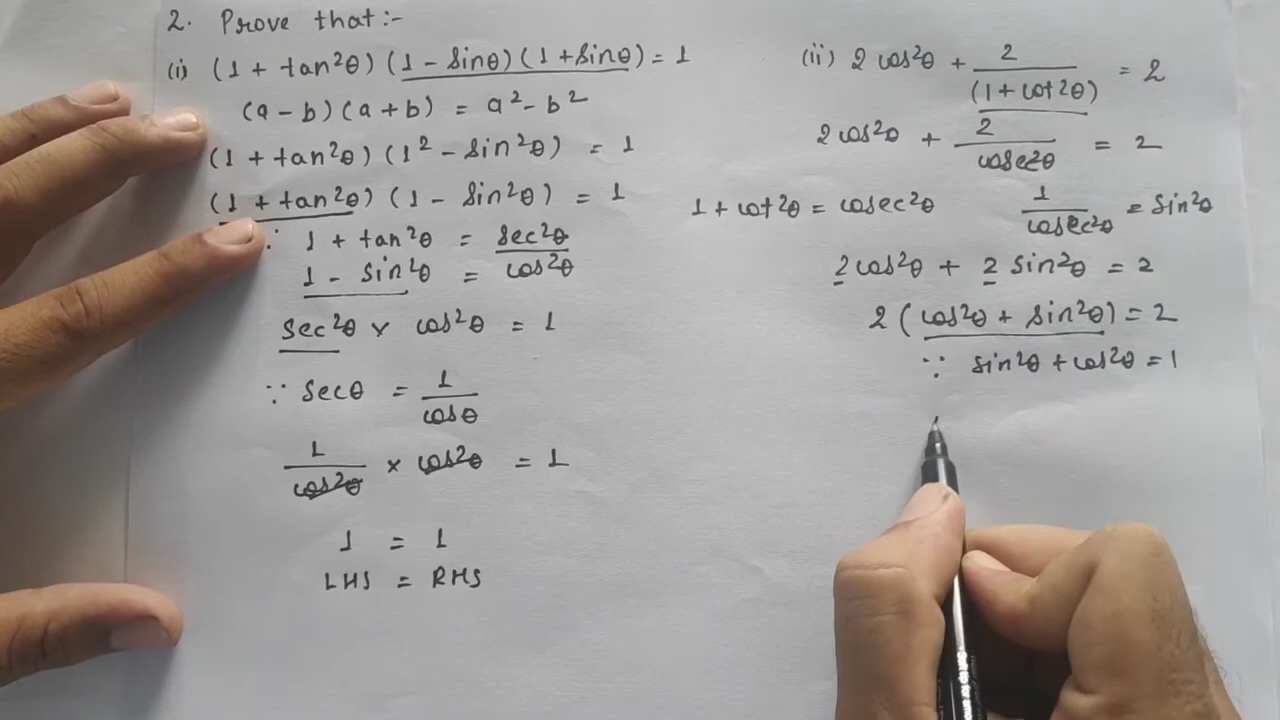 2. Prove that :-
(i) (1 + tan²θ) (1 - sinθ) (1 + sinθ) = 1
(a - b) (a + b) = a² - b²
(1 + tan²θ) (1² - sin²θ) = 1
(1 + tan²θ) (1 - sin²θ) = 1
∵ 1 + tan²θ = sec²θ
1 - sin²θ = cos²θ
sec²θ × cos²θ = 1
∵ secθ = 1/cosθ
1/cos²θ × cos²θ = 1
1 = 1
LHS = RHS
(ii) 2 cos²θ + 2/(1 + cot²θ) = 2
2 cos²θ + 2/cosec²θ = 2
1 + cot²θ = cosec²θ 1/cosec²θ = sin²θ
2 cos²θ + 2 sin²θ = 2
2 (cos²θ + sin²θ) = 2
∵ sin²θ + cos²θ = 1